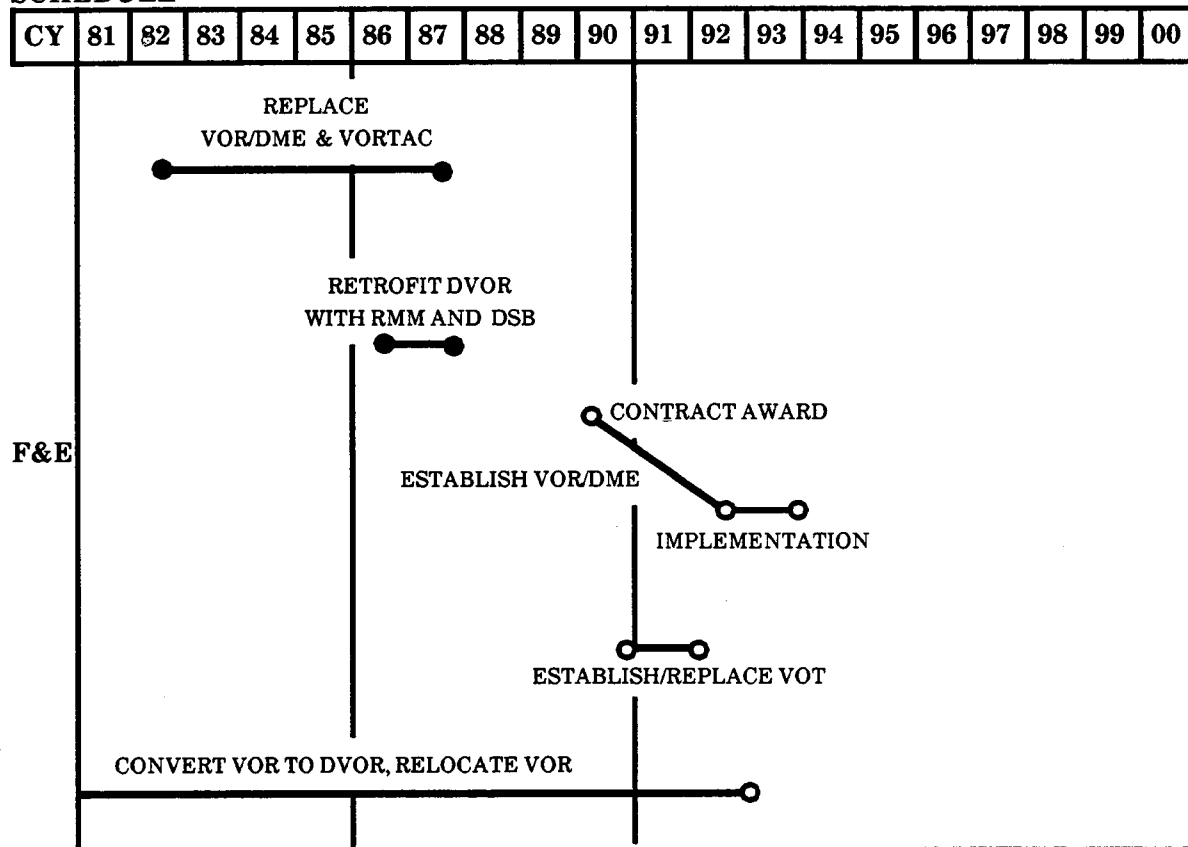 CY 81 82 83 84 85 86 87 88 89 90 91 92 93 94 95 96 97 98 99 00
REPLACE
VOR/DME & VORTAC
RETROFIT DVOR
WITH RMM AND DSB
CONTRACT AWARD
F&E
ESTABLISH VOR/DME
IMPLEMENTATION
ESTABLISH/REPLACE VOT
CONVERT VOR TO DVOR, RELOCATE VOR